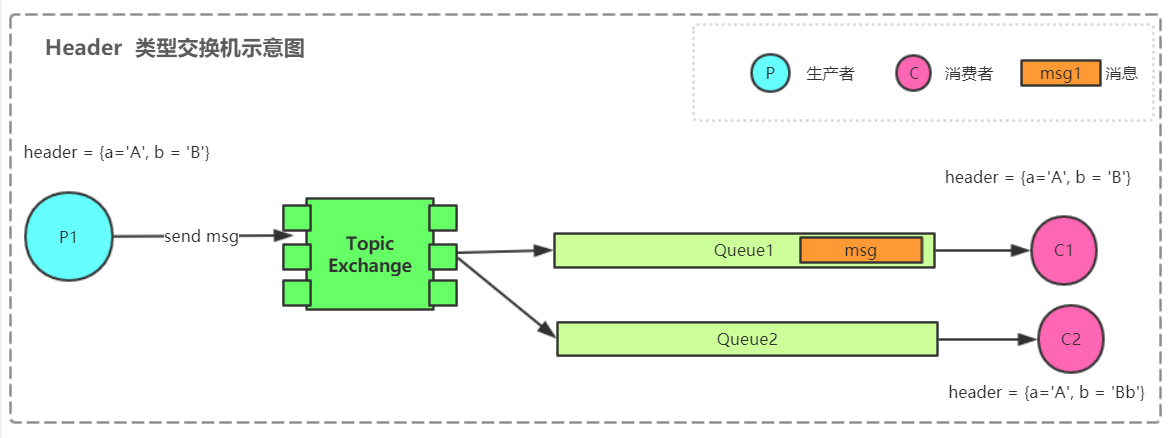 Header 类型交换机示意图
P 生产者 C 消费者 msg1 消息
header = {a='A', b = 'B'}
header = {a='A', b = 'B'}
P1
send msg
Topic
Exchange
Queue1
msg
C1
Queue2
C2
header = {a='A', b = 'Bb'}